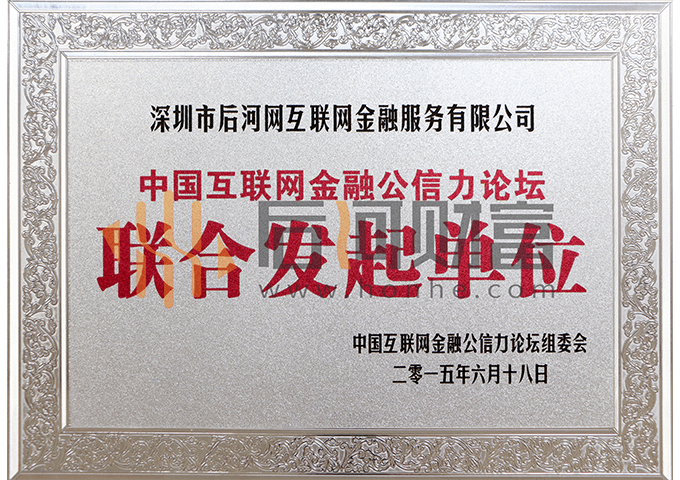 深圳市后河网互联网金融服务有限公司
中国互联网金融公信力论坛
联合发起单位
后河财富
www.honhe.com
中国互联网金融公信力论坛组委会
二零一五年六月十八日